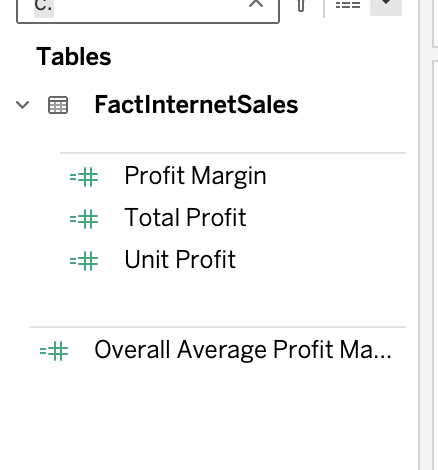 c.
Tables
FactInternetSales
Profit Margin
Total Profit
Unit Profit
Overall Average Profit Ma...